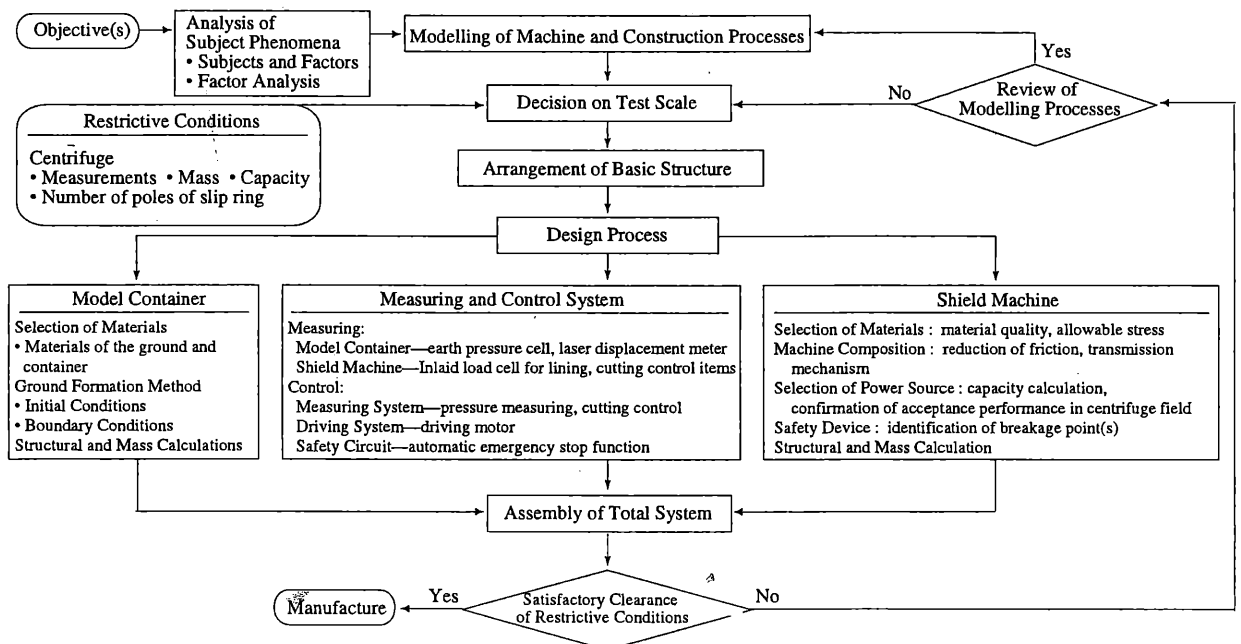 Objective(s)
Analysis of
Subject Phenomena
• Subjects and Factors
• Factor Analysis
Modelling of Machine and Construction Processes
Yes
Review of
Modelling Processes
No
Decision on Test Scale
Restrictive Conditions
Centrifuge
• Measurements • Mass • Capacity
• Number of poles of slip ring
Arrangement of Basic Structure
Design Process
Model Container
Selection of Materials
• Materials of the ground and
container
Ground Formation Method
• Initial Conditions
• Boundary Conditions
Structural and Mass Calculations
Measuring and Control System
Measuring:
Model Container—earth pressure cell, laser displacement meter
Shield Machine—Inlaid load cell for lining, cutting control items
Control:
Measuring System—pressure measuring, cutting control
Driving System—driving motor
Safety Circuit—automatic emergency stop function
Shield Machine
Selection of Materials : material quality, allowable stress
Machine Composition : reduction of friction, transmission
mechanism
Selection of Power Source : capacity calculation,
confirmation of acceptance performance in centrifuge field
Safety Device : identification of breakage point(s)
Structural and Mass Calculation
Assembly of Total System
Satisfactory Clearance
of Restrictive Conditions
Yes
No
Manufacture